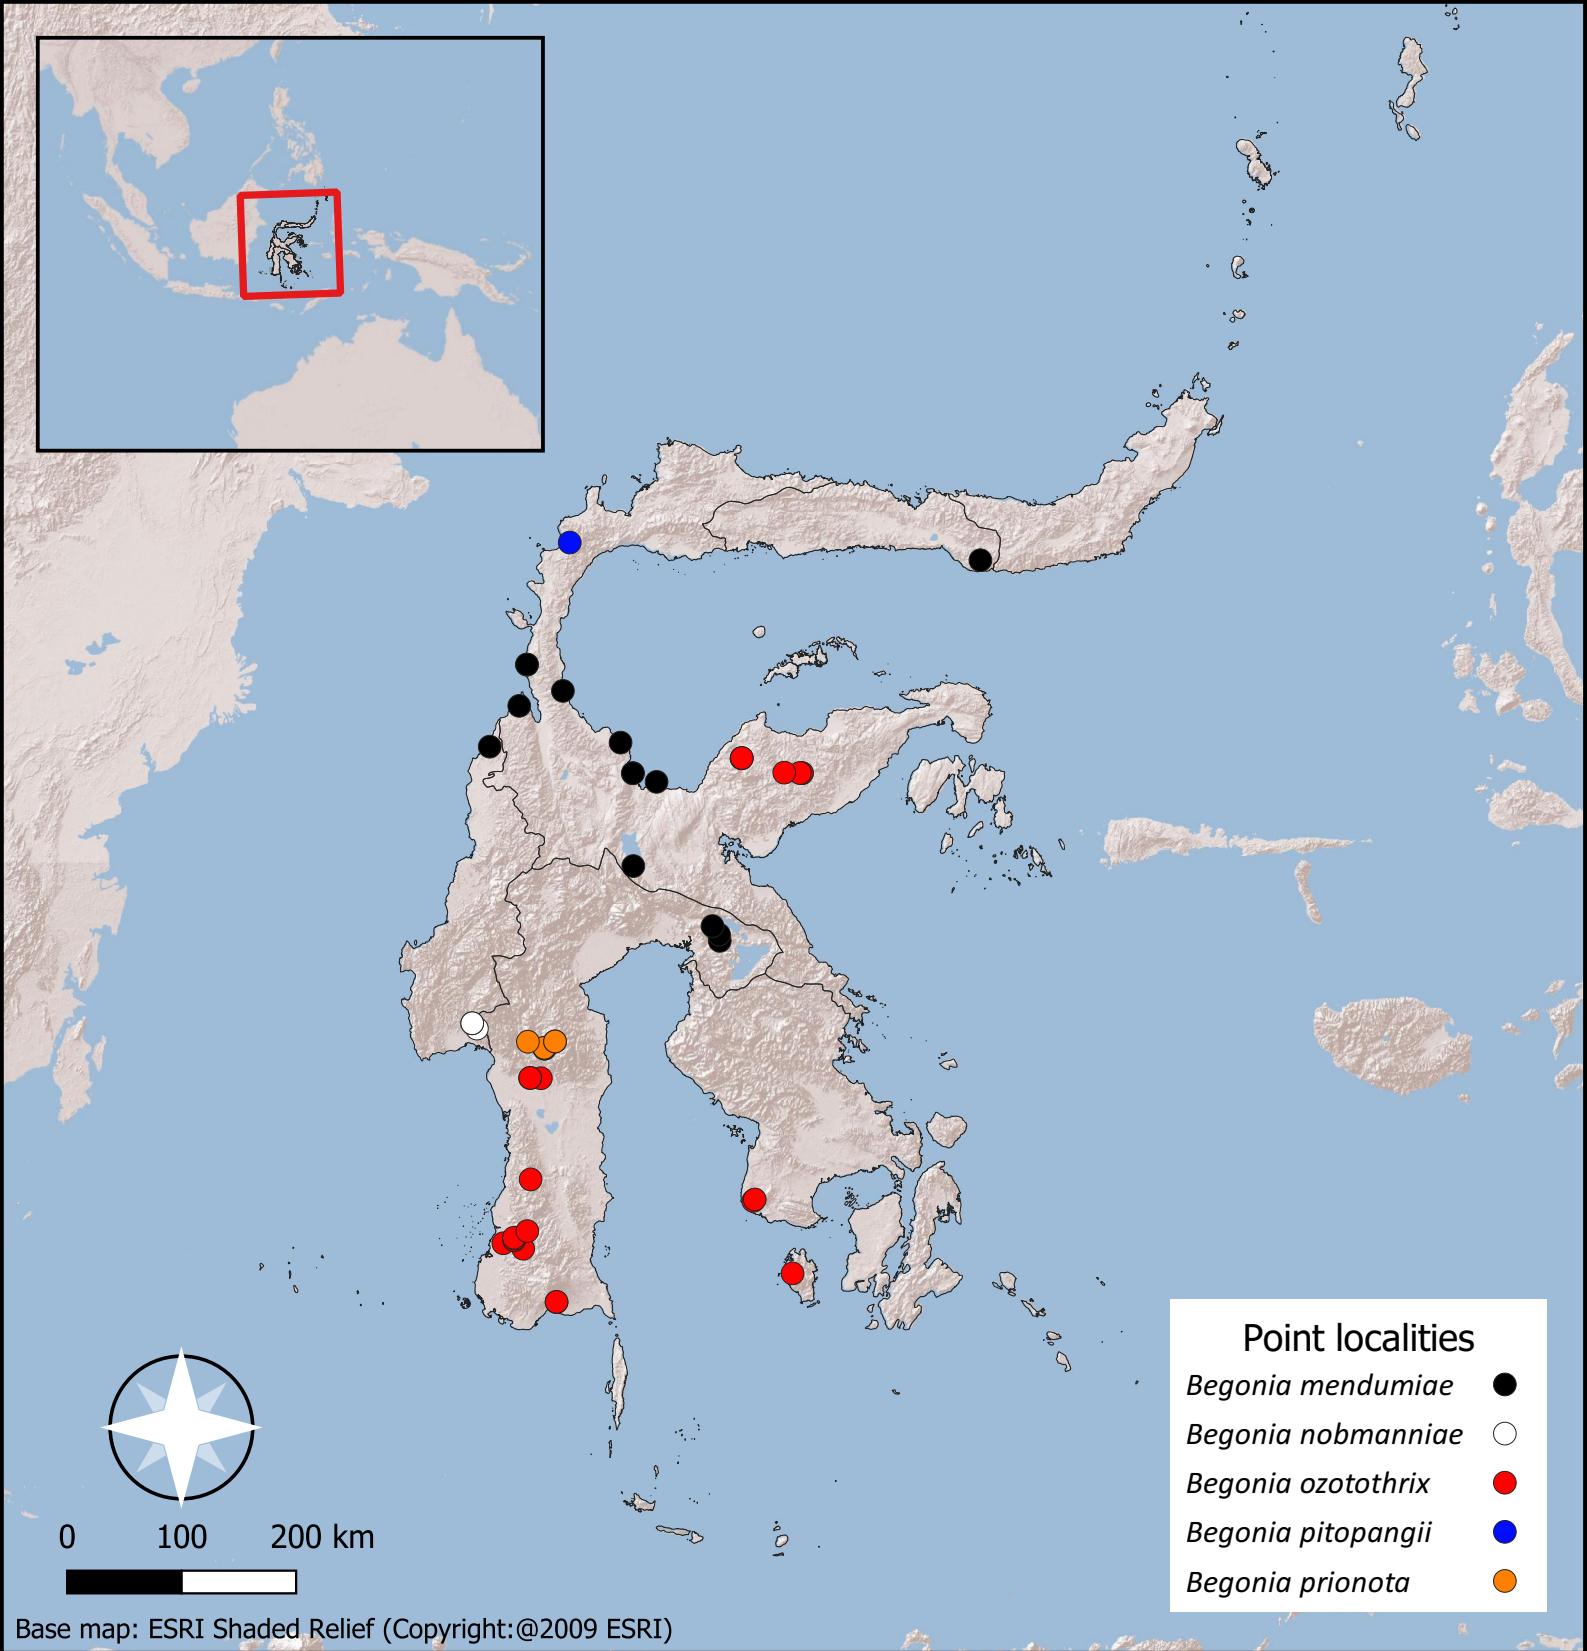 Point localities
Begonia mendumiae
Begonia nobmanniae
Begonia ozotothrix
Begonia pitopangii
Begonia prionota
0 100 200 km
Base map: ESRI Shaded Relief (Copyright:@2009 ESRI)